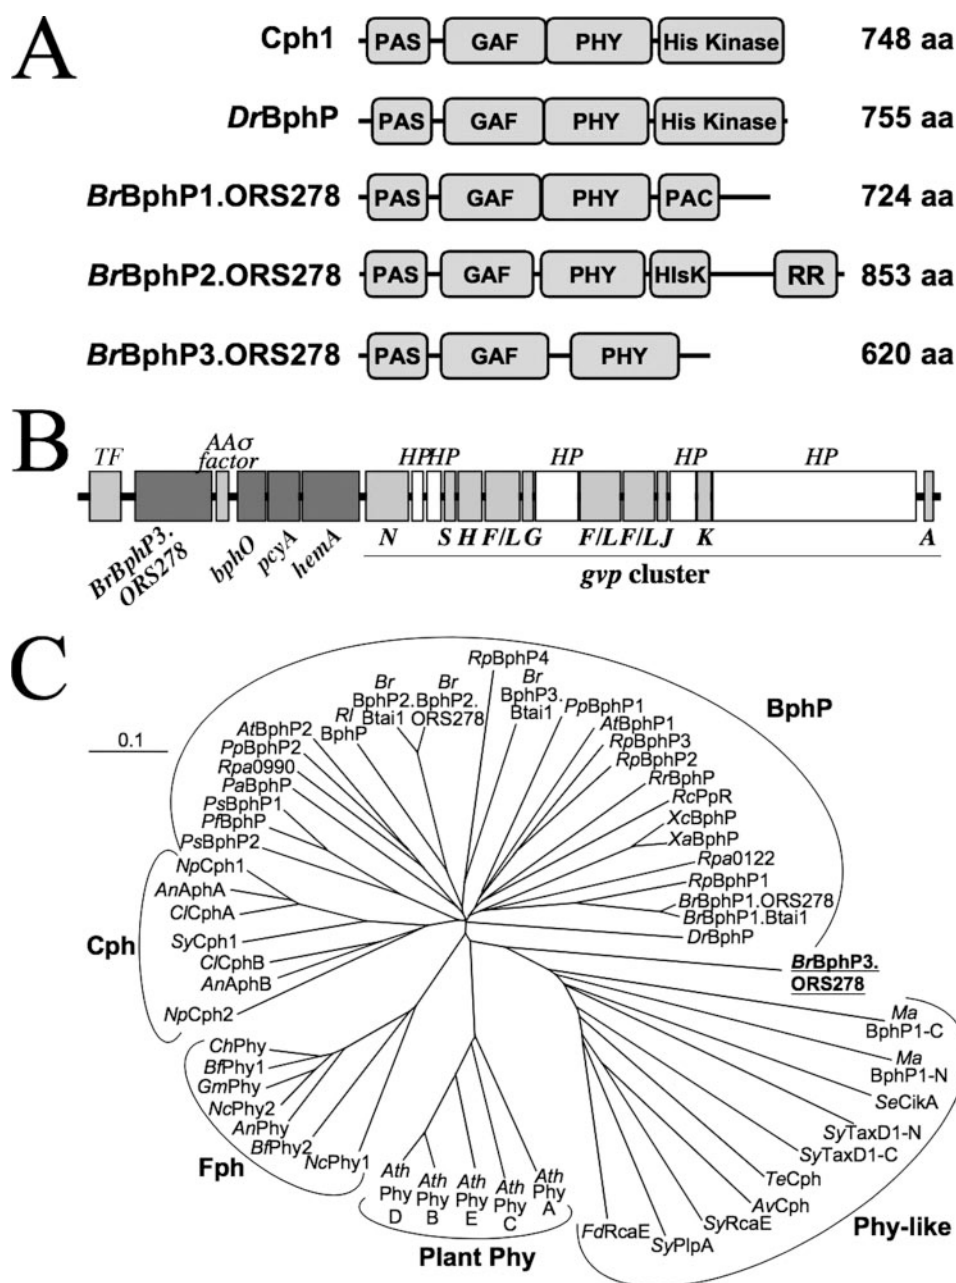 A
Cph1 PAS GAF PHY His Kinase 748 aa
DrBphP PAS GAF PHY His Kinase 755 aa
BrBphP1.ORS278 PAS GAF PHY PAC 724 aa
BrBphP2.ORS278 PAS GAF PHY HisK RR 853 aa
BrBphP3.ORS278 PAS GAF PHY 620 aa
B
TF AAσ factor HP HP HP HP HP
BrBphP3.ORS278 bphO pcyA hemA N S H F/L G F/L F/L J K A
gvp cluster
C
0.1
BphP
RpBphP4
Br
BphP3.
Btai1
Br
BphP2.
ORS278
Br
BphP2.
Btai1
Rl
BphP
AtBphP2
PpBphP2
Rpa0990
PaBphP
PsBphP1
PfBphP
PsBphP2
PpBphP1
AtBphP1
RpBphP3
RpBphP2
RrBphP
RcPpR
XcBphP
XaBphP
Rpa0122
RpBphP1
BrBphP1.ORS278
BrBphP1.Btai1
DrBphP
BrBphP3.
ORS278
Cph
NpCph1
AnAphA
ClCphA
SyCph1
ClCphB
AnAphB
NpCph2
Fph
ChPhy
BfPhy1
GmPhy
NcPhy2
AnPhy
BfPhy2
NcPhy1
Ath
Phy
D
Ath
Phy
B
Ath
Phy
E
Ath
Phy
C
Ath
Phy
A
Plant Phy
Ma
BphP1-C
Ma
BphP1-N
SeCikA
SyTaxD1-N
SyTaxD1-C
TeCph
AvCph
SyRcaE
SyPlpA
FdRcaE
Phy-like